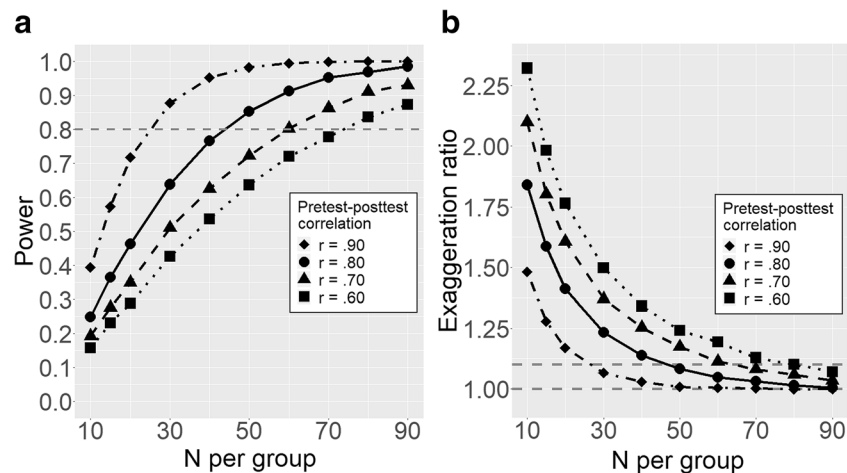 a
1.0
0.9
0.8
0.7
0.6
0.5
0.4
0.3
0.2
0.1
0.0
Power
10
30
50
70
90
N per group
Pretest-posttest
correlation
r = .90
r = .80
r = .70
r = .60
b
2.25
2.00
1.75
1.50
1.25
1.00
Exaggeration ratio
10
30
50
70
90
N per group
Pretest-posttest
correlation
r = .90
r = .80
r = .70
r = .60